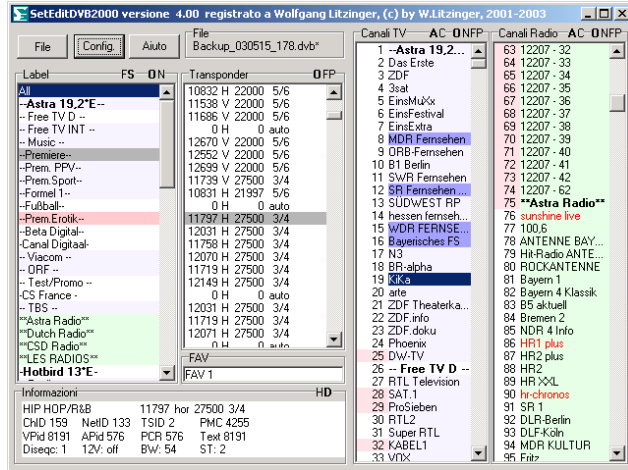 SetEditDVB2000 versione 4.00 registrato a Wolfgang Litzinger, (c) by W.Litzinger, 2001-2003
File
Config.
Aiuto
File
Backup_030515_178.dvb*
Label FS ON
All
--Astra 19,2°E--
-- Free TV D --
-- Free TV INT --
-- Music --
--Premiere--
--Prem. PPV--
--Prem.Sport--
--Formel 1--
--Fußball--
--Prem.Erotik--
--Beta Digital--
-Canal Digitaal-
-- Viacom --
-- ORF --
-- Test/Promo --
-CS France -
-- TBS --
**Astra Radio**
**Dutch Radio**
**CSD Radio**
**LES RADIOS**
-Hotbird 13°E-
Transponder OFP
10832 H 22000 5/6
11538 V 22000 5/6
11686 V 22000 5/6
0 H 0 auto
12670 V 22000 5/6
12552 V 22000 5/6
12699 V 22000 5/6
11739 V 27500 3/4
10831 H 21997 5/6
0 H 0 auto
11797 H 27500 3/4
12031 H 27500 3/4
11758 H 27500 3/4
12070 H 27500 3/4
11719 H 27500 3/4
12149 H 27500 3/4
0 H 0 auto
12031 H 27500 3/4
11719 H 27500 3/4
12071 H 27500 3/4
0 H 0 auto
FAV
FAV 1
Informazioni HD
HIP HOP/R&B 11797 hor 27500 3/4
ChID 159 NetID 133 TSID 2 PMC 4255
VPid 8191 APid 576 PCR 576 Text 8191
Diseqc: 1 12V: off BW: 54 ST: 2
Canali TV AC ONFP
1 --Astra 19,2...
2 Das Erste
3 ZDF
4 3sat
5 EinsMuXx
6 EinsFestival
7 EinsExtra
8 MDR Fernsehen
9 ORB-Fernsehen
10 B1 Berlin
11 SWR Fernsehen
12 SR Fernsehen ...
13 SÜDWEST RP
14 hessen fernseh...
15 WDR FERNSE...
16 Bayerisches FS
17 N3
18 BR-alpha
19 KiKa
20 arte
21 ZDF Theaterka...
22 ZDF.info
23 ZDF.doku
24 Phoenix
25 DW-TV
26 -- Free TV D --
27 RTL Television
28 SAT.1
29 ProSieben
30 RTL2
31 Super RTL
32 KABEL1
33 VOX
Canali Radio AC ONFP
63 12207 - 32
64 12207 - 33
65 12207 - 34
66 12207 - 35
67 12207 - 36
68 12207 - 37
69 12207 - 38
70 12207 - 39
71 12207 - 40
72 12207 - 41
73 12207 - 42
74 12207 - 62
75 **Astra Radio**
76 sunshine live
77 100,6
78 ANTENNE BAY...
79 Hit-Radio ANTE...
80 ROCKANTENNE
81 Bayern 1
82 Bayern 4 Klassik
83 B5 aktuell
84 Bremen 2
85 NDR 4 Info
86 HR1 plus
87 HR2 plus
88 HR2
89 HR XXL
90 hr-chronos
91 SR 1
92 DLR-Berlin
93 DLF-Köln
94 MDR KULTUR
95 Fritz